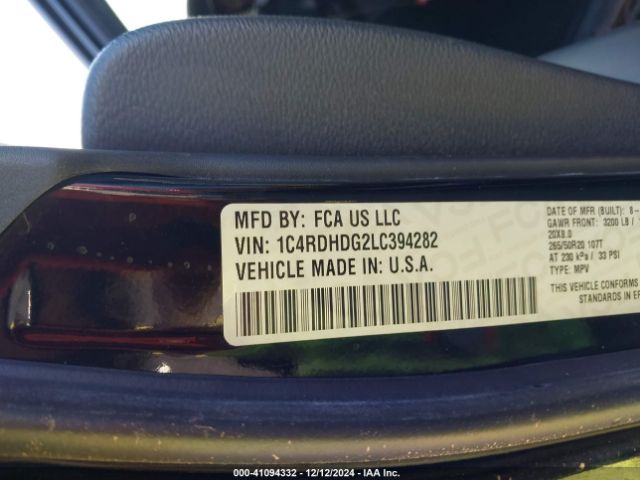 MFD BY: FCA US LLC
VIN: 1C4RDHDG2LC394282
VEHICLE MADE IN: U.S.A.
DATE OF MFR (BUILT): 8-
GAWR FRONT: 3200 LB /
20X8.0
265/50R20 107T
AT 230 kPa / 33 PSI
TYPE: MPV
THIS VEHICLE CONFORMS
STANDARDS IN
000-41094332 - 12/12/2024 - IAA Inc.